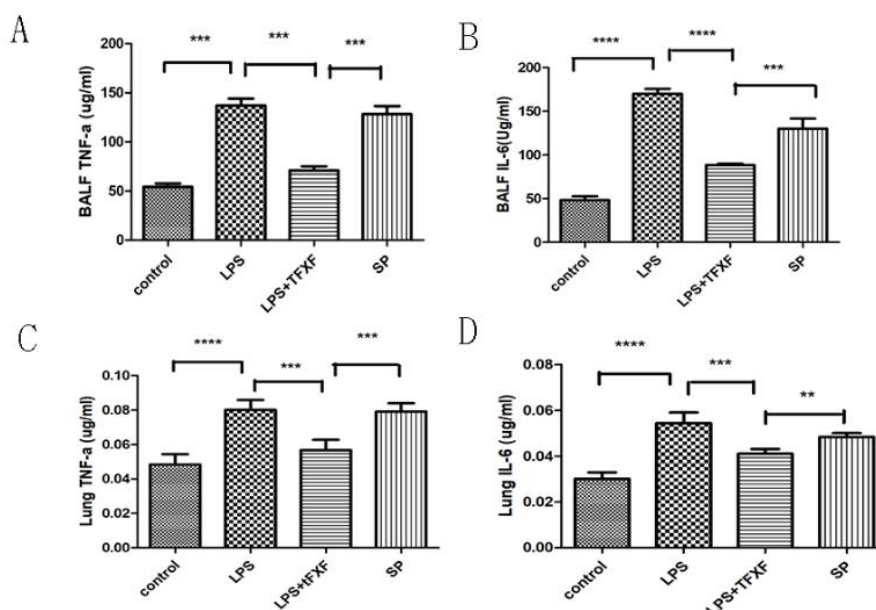 A
*** *** ***
BALF TNF-a (ug/ml)
200
150
100
50
0
control LPS LPS+TFXF SP
B
**** **** ***
BALF IL-6(Ug/ml)
200
150
100
50
0
control LPS LPS+TFXF SP
C
**** *** ***
Lung TNF-a (ug/ml)
0.10
0.08
0.06
0.04
0.02
0.00
control LPS LPS+tFXF SP
D
**** *** **
Lung IL-6 (ug/ml)
0.08
0.06
0.04
0.02
0.00
control LPS LPS+TFXF SP